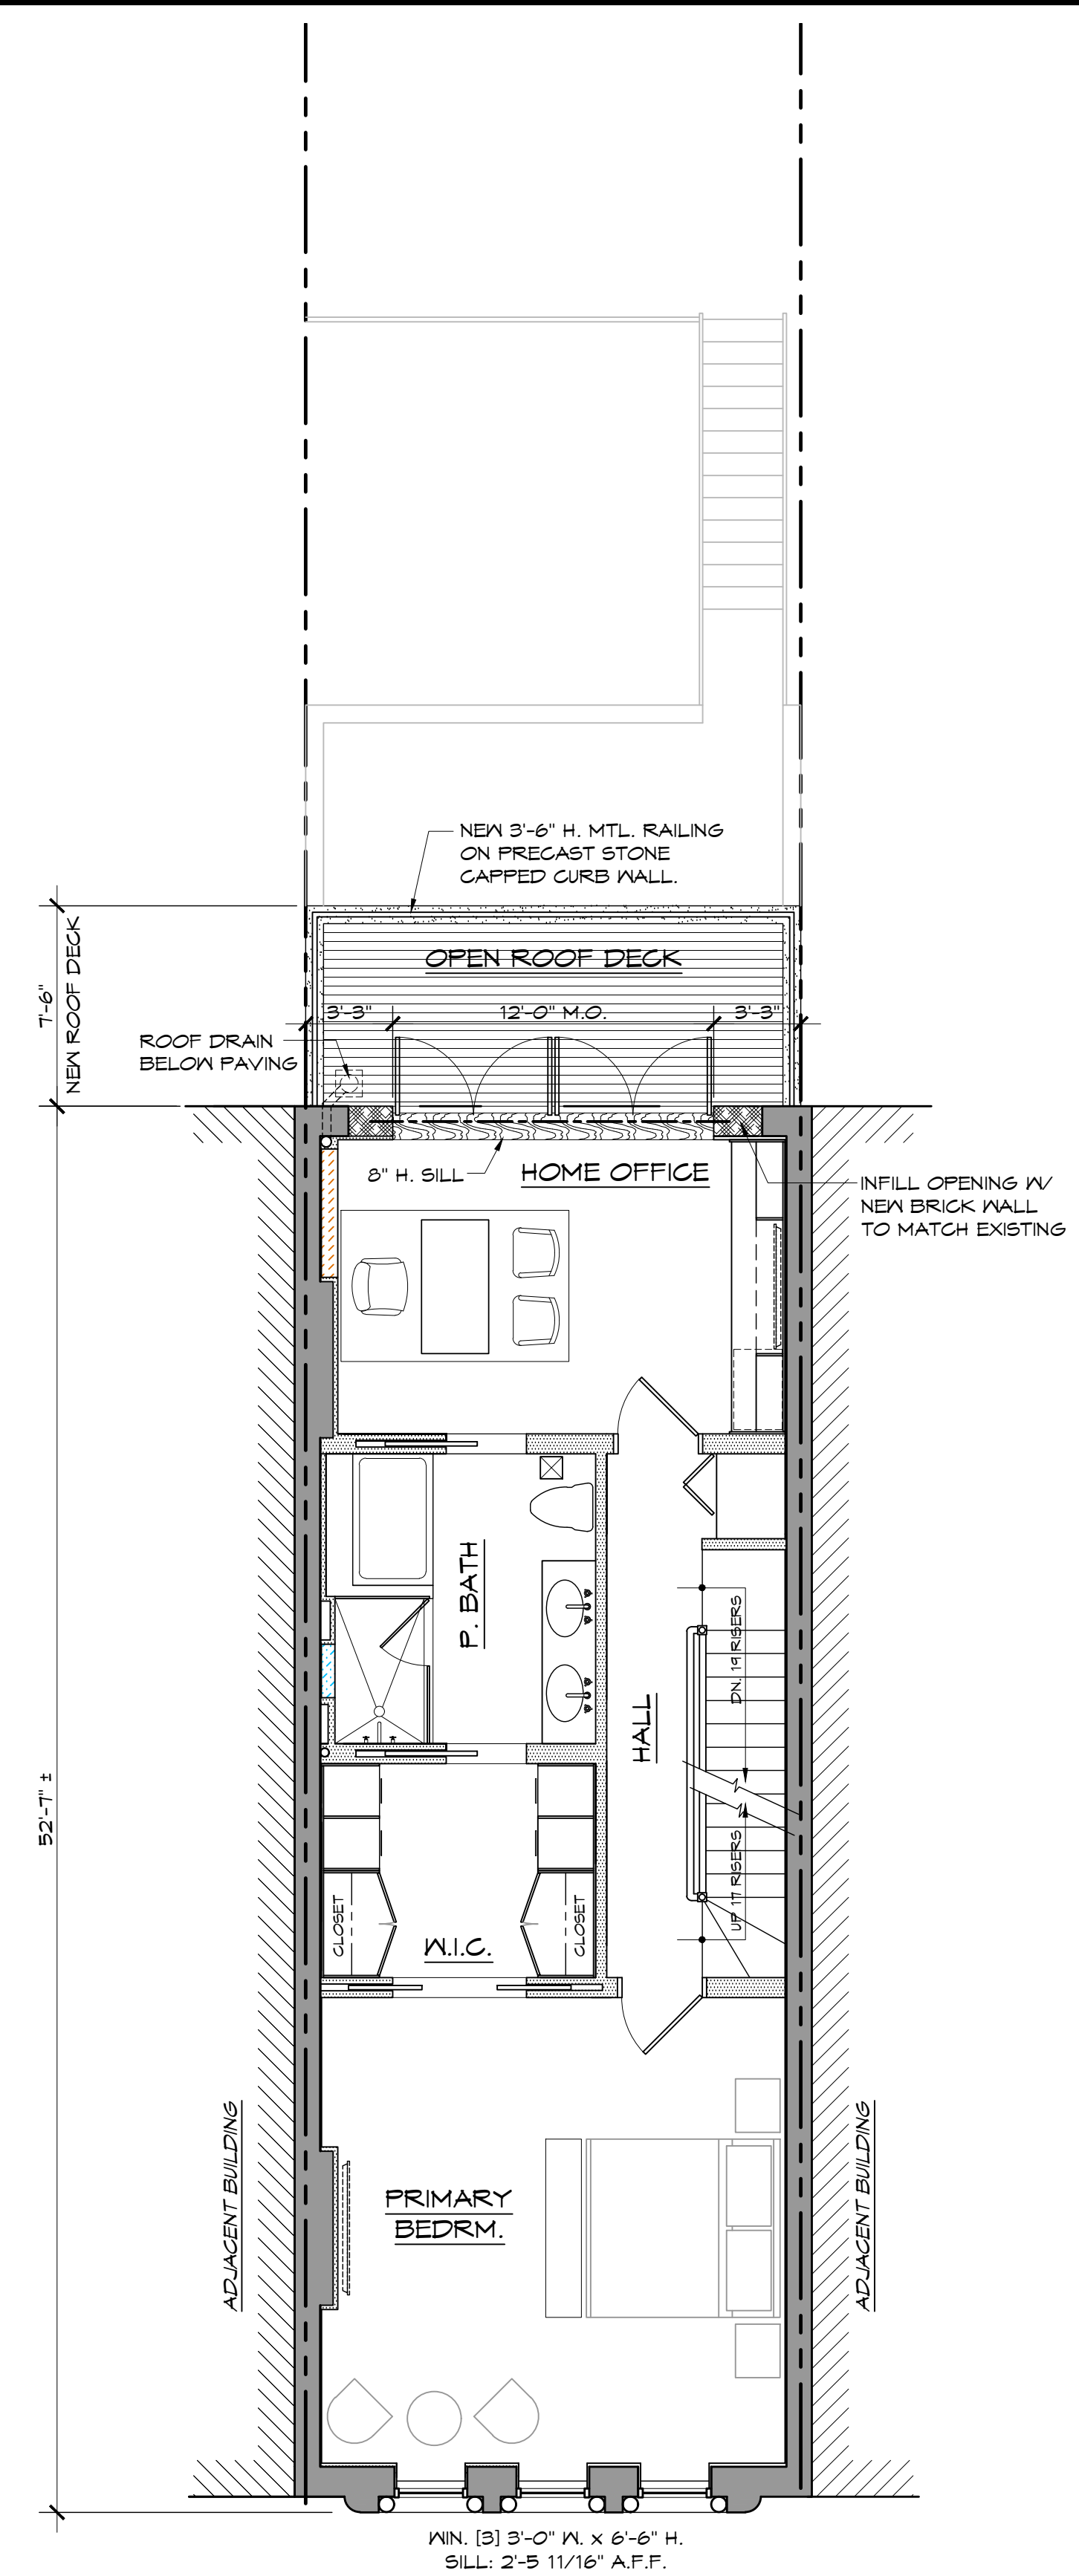 NEW 3'-6" H. MTL. RAILING
ON PRECAST STONE
CAPPED CURB WALL.
7'-6"
NEW ROOF DECK
OPEN ROOF DECK
3'-3"
12'-0" M.O.
3'-3"
ROOF DRAIN
BELOW PAVING
8" H. SILL
HOME OFFICE
INFILL OPENING W/
NEW BRICK WALL
TO MATCH EXISTING
P. BATH
DN. 19 RISERS
HALL
52'-7" ±
UP 17 RISERS
CLOSET
CLOSET
W.I.C.
ADJACENT BUILDING
ADJACENT BUILDING
PRIMARY
BEDRM.
WIN. [3] 3'-0" W. x 6'-6" H.
SILL: 2'-5 11/16" A.F.F.